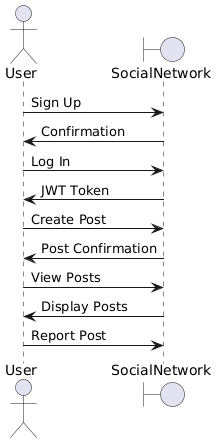 User
SocialNetwork
Sign Up
Confirmation
Log In
JWT Token
Create Post
Post Confirmation
View Posts
Display Posts
Report Post
User
SocialNetwork